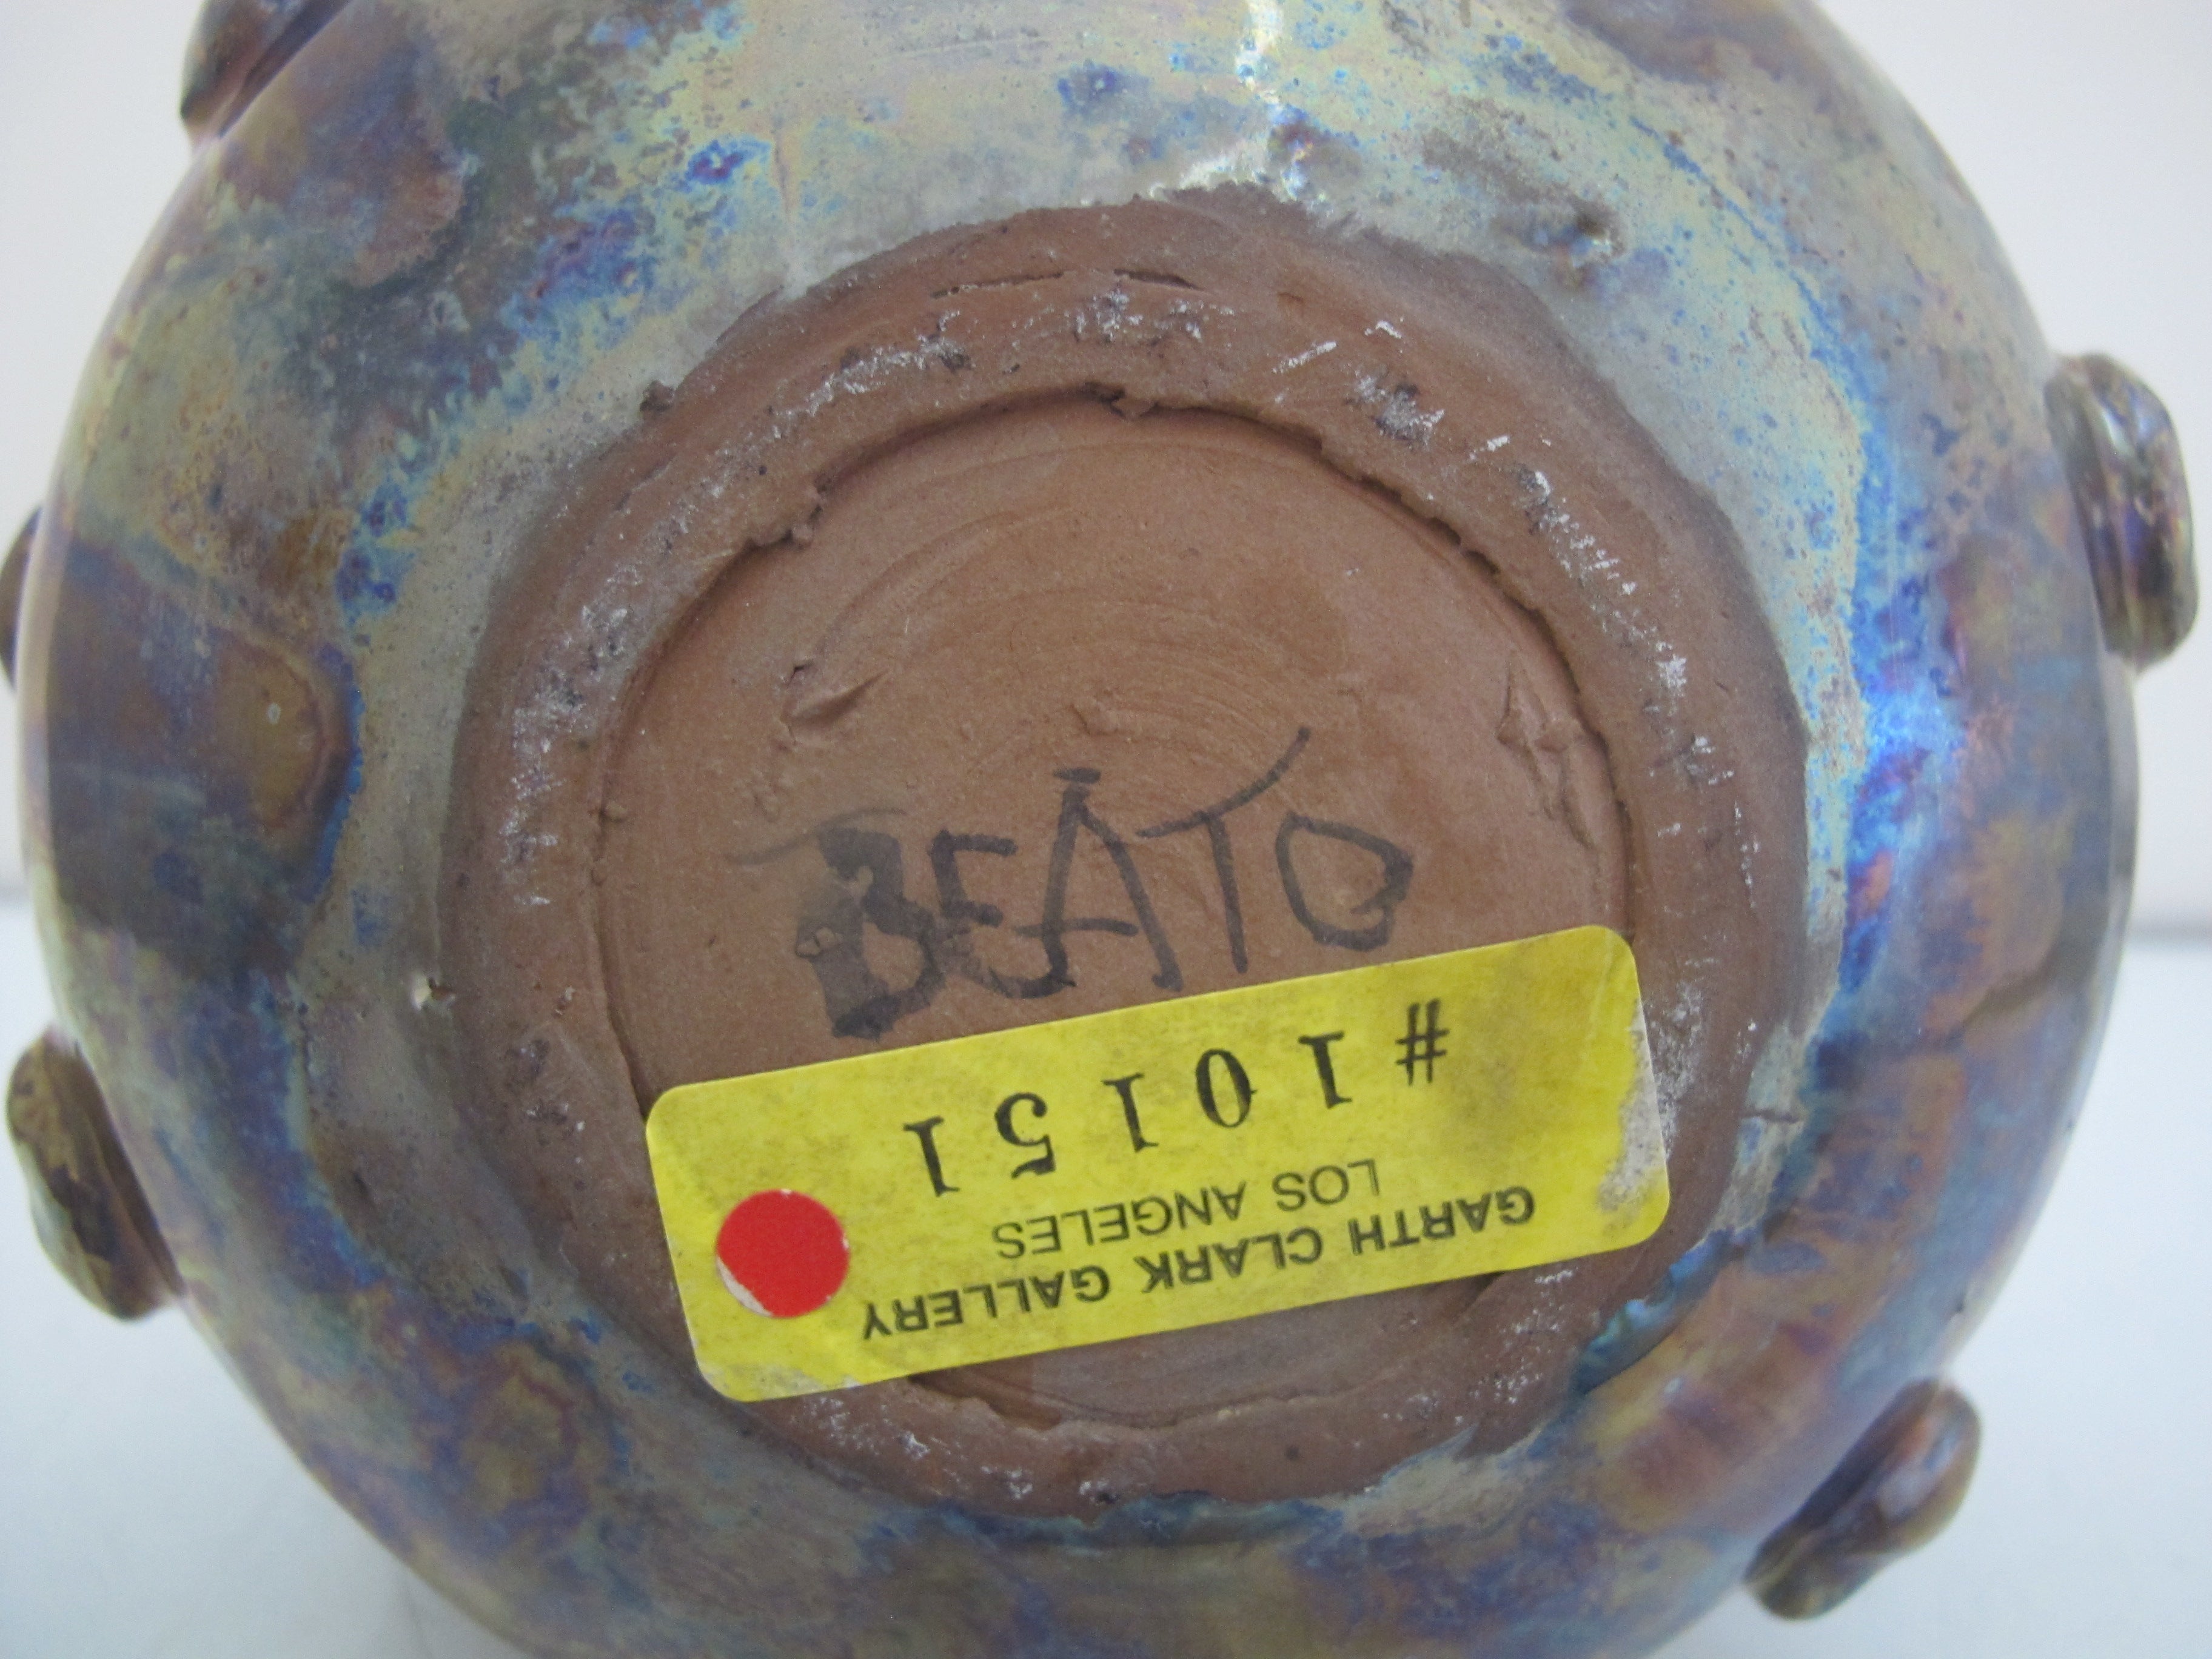 BEATO
#10151
LOS ANGELES
GARTH CLARK GALLERY